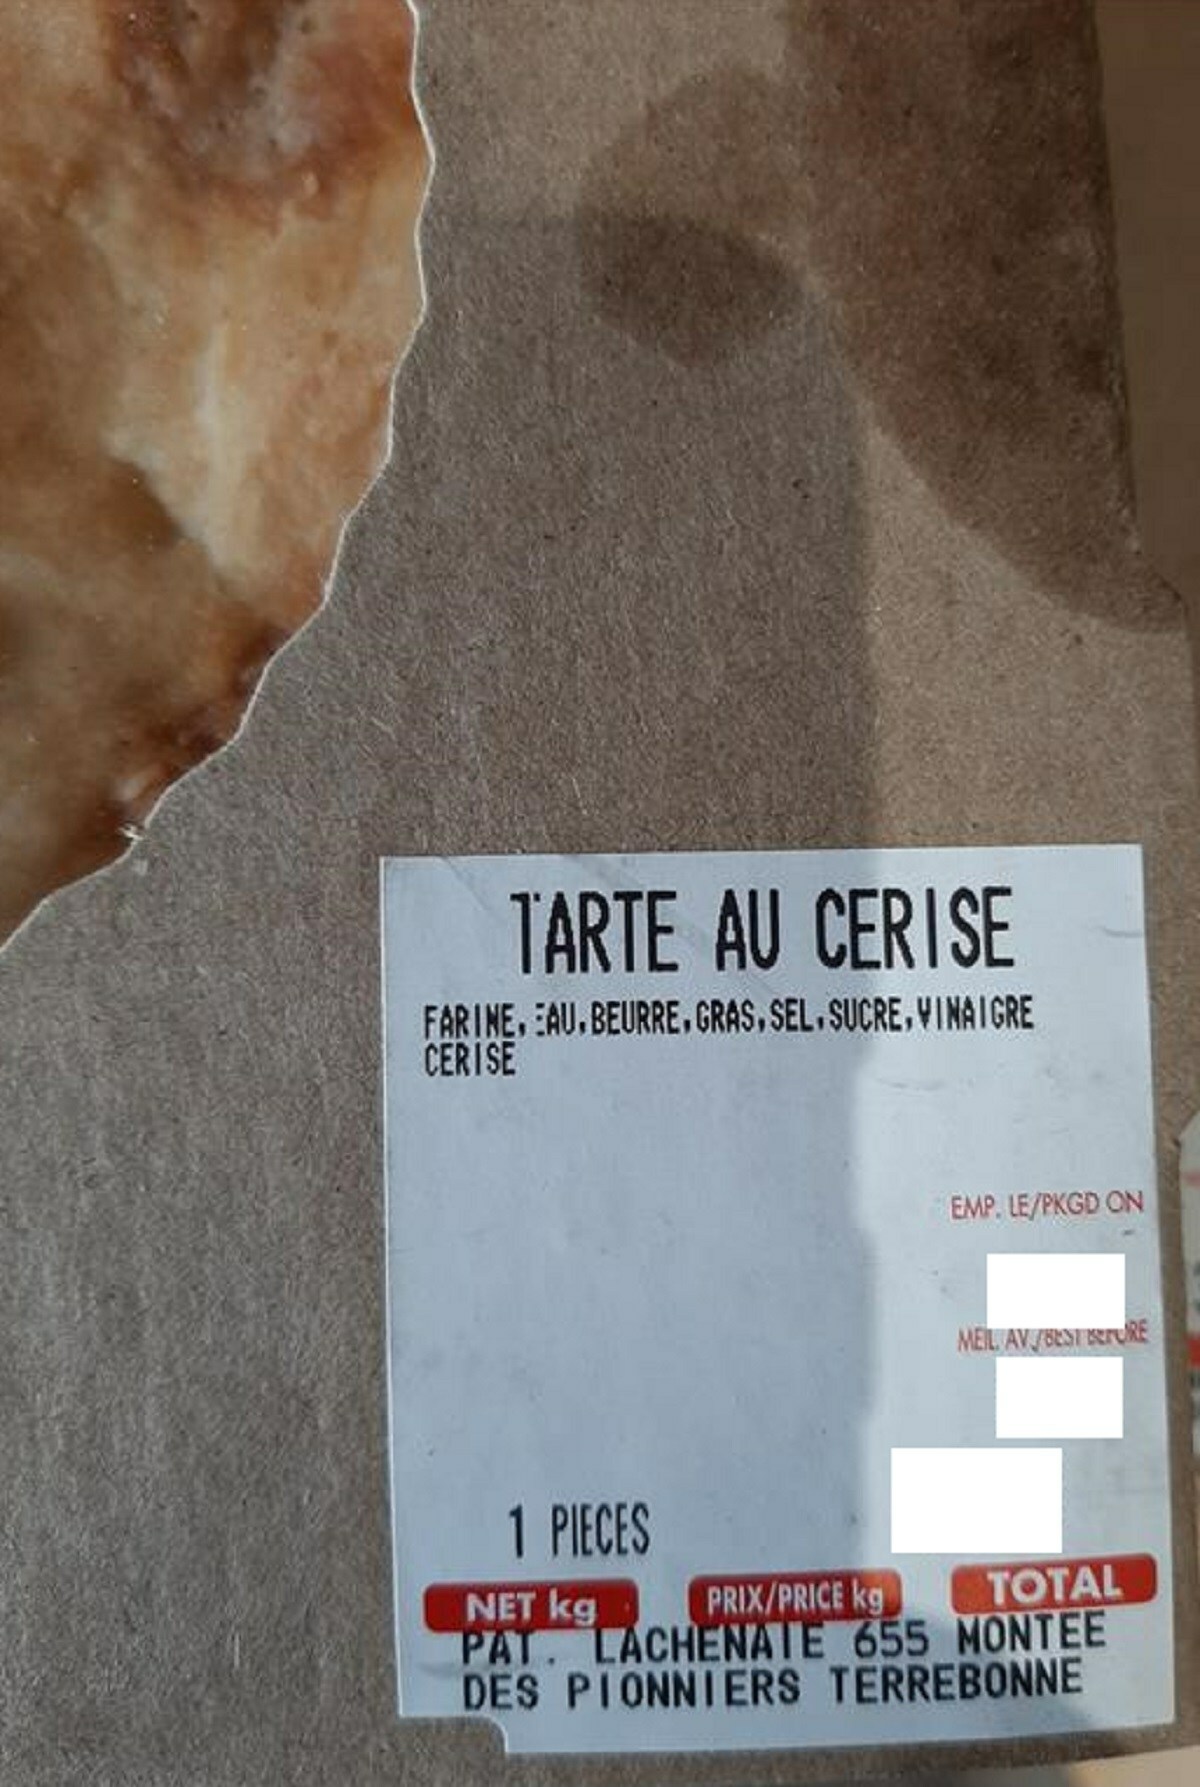 TARTE AU CERISE
FARINE, EAU, BEURRE, GRAS, SEL, SUCRE, VINAIGRE
CERISE
EMP. LE/PKGD ON
MEIL. AV./BEST BEFORE
1 PIECES
NET kg PRIX/PRICE kg TOTAL
PAT. LACHENAIE 655 MONTEE
DES PIONNIERS TERREBONNE